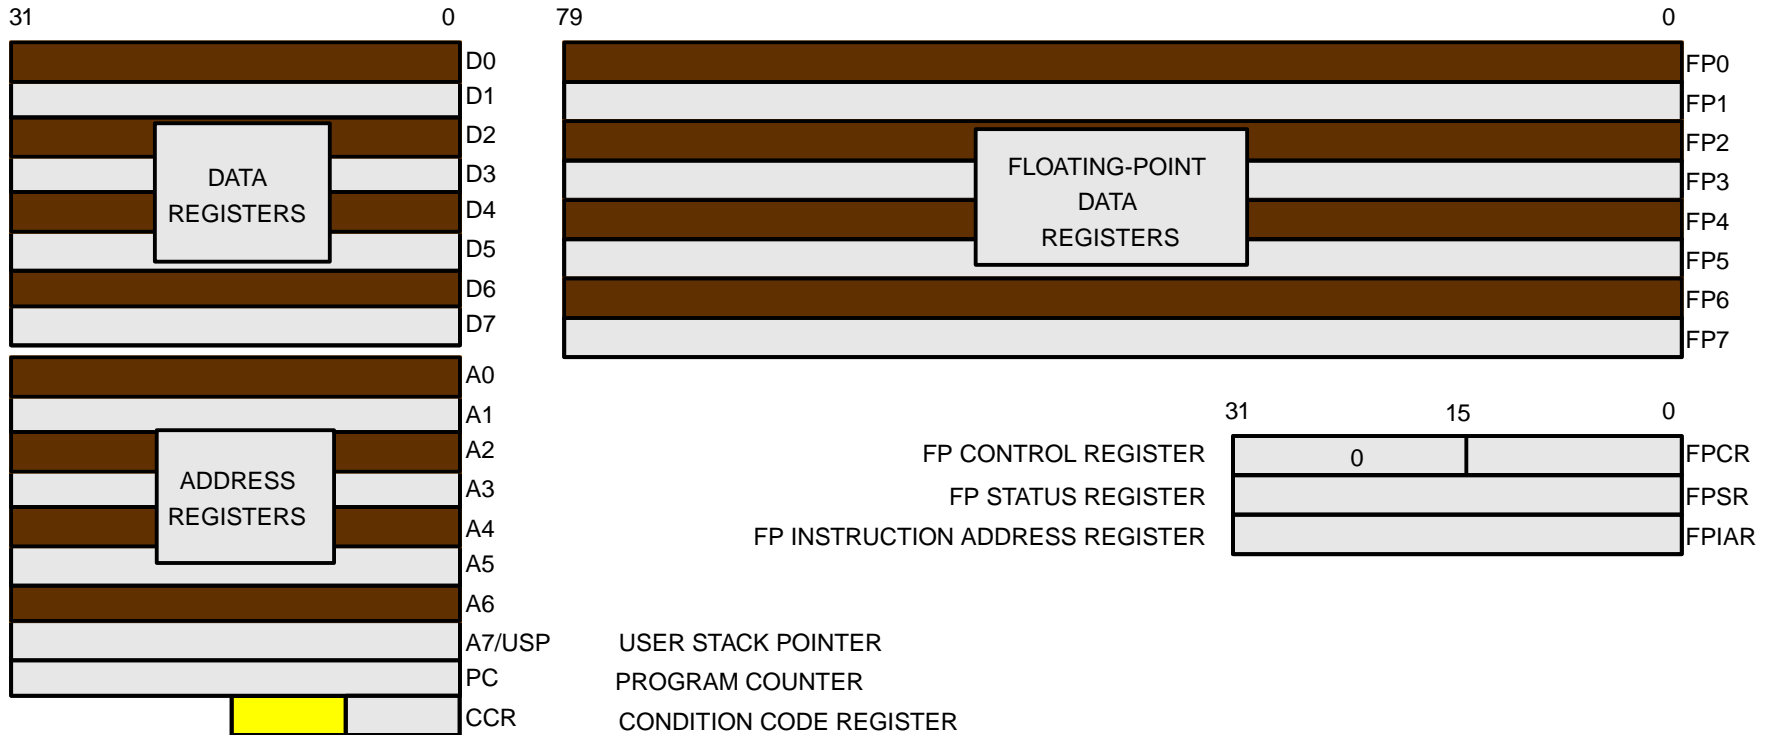 31 0
D0
D1
D2
D3
D4
D5
D6
D7
DATA
REGISTERS
A0
A1
A2
A3
A4
A5
A6
A7/USP USER STACK POINTER
PC PROGRAM COUNTER
CCR CONDITION CODE REGISTER
ADDRESS
REGISTERS
79 0
FP0
FP1
FP2
FP3
FP4
FP5
FP6
FP7
FLOATING-POINT
DATA
REGISTERS
31 15 0
FP CONTROL REGISTER 0 FPCR
FP STATUS REGISTER FPSR
FP INSTRUCTION ADDRESS REGISTER FPIAR